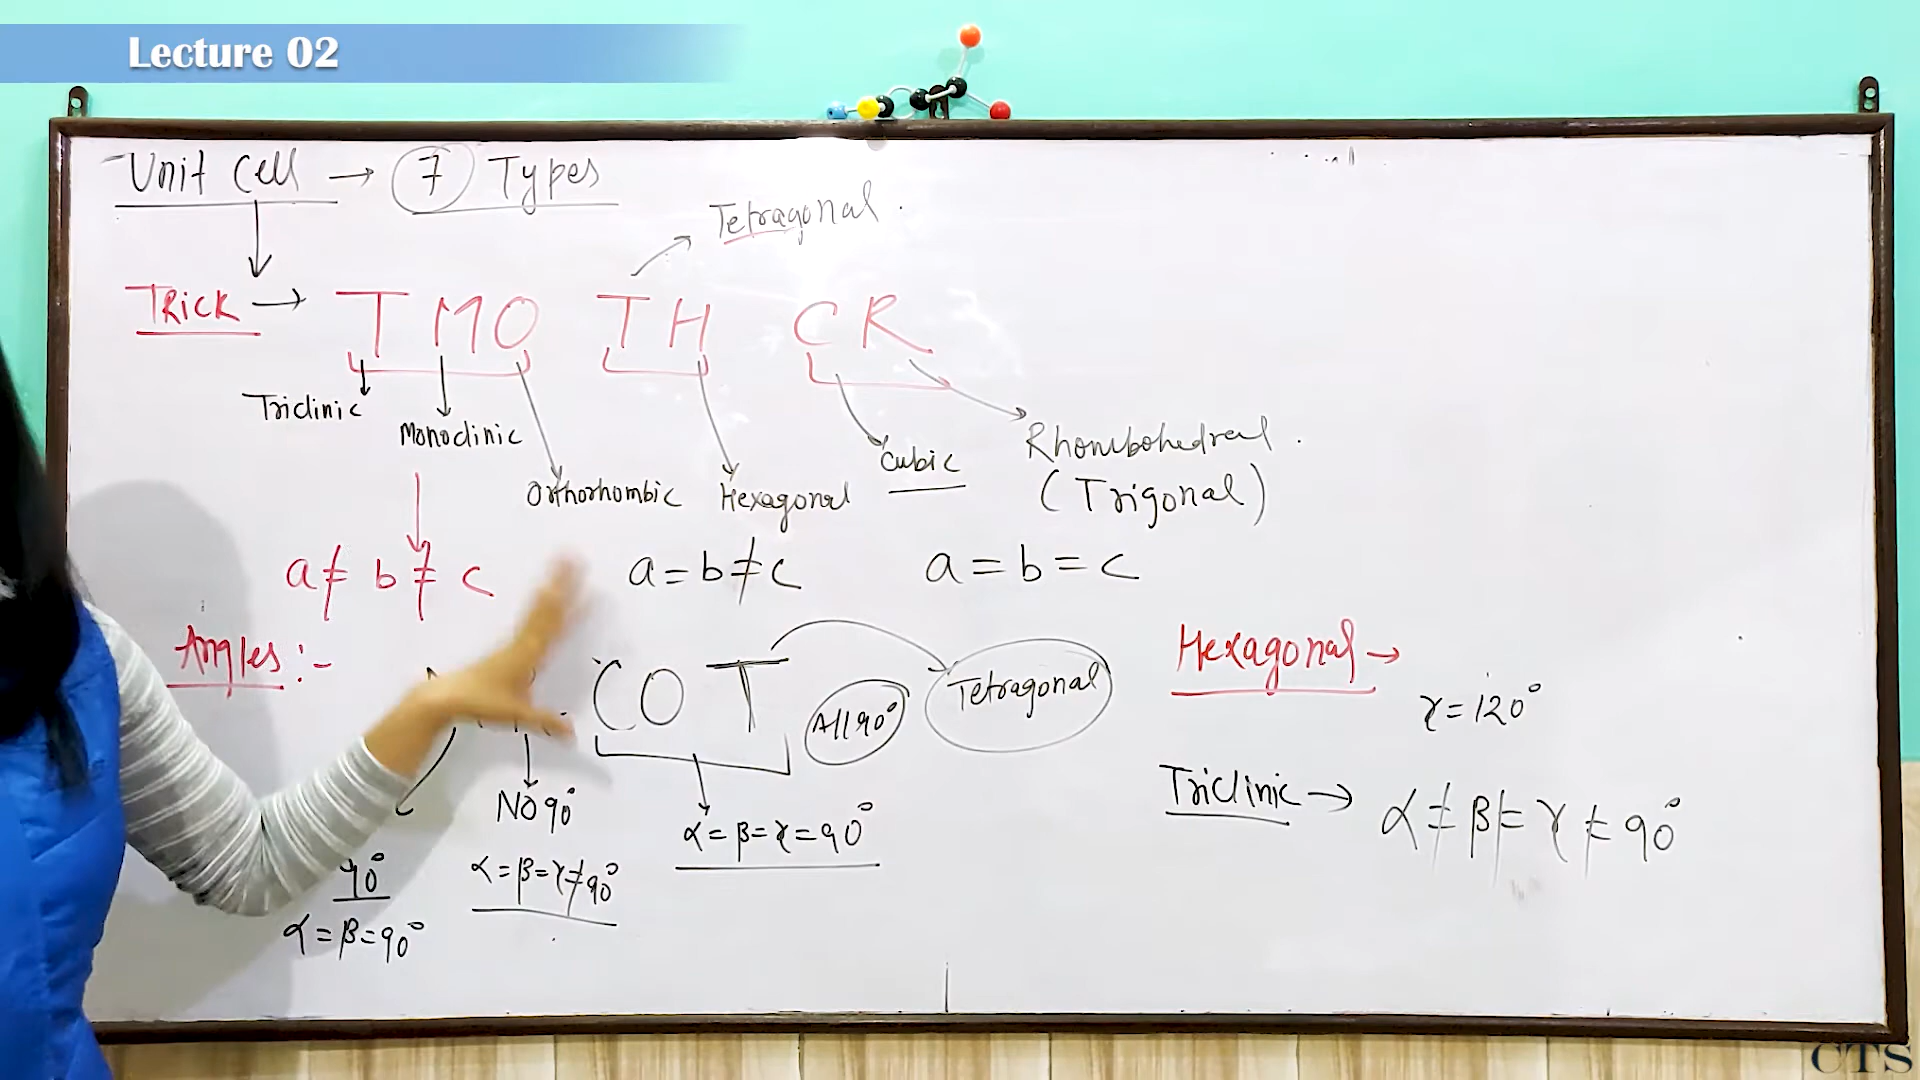 Lecture 02
Unit Cell → 7 Types
Tetragonal.
Trick → TMO TH CR
Triclinic
Monoclinic
Orthorhombic
Hexagonal
Cubic
Rhombohedral.
(Trigonal)
a ≠ b ≠ c
a = b ≠ c
a = b = c
Angles:-
COT
All 90°
Tetragonal
Hexagonal →
γ = 120°
NO 90°
α = β = γ ≠ 90°
α = β = γ = 90°
Triclinic → α ≠ β ≠ γ ≠ 90°
90°
α = β = 90°
CTS